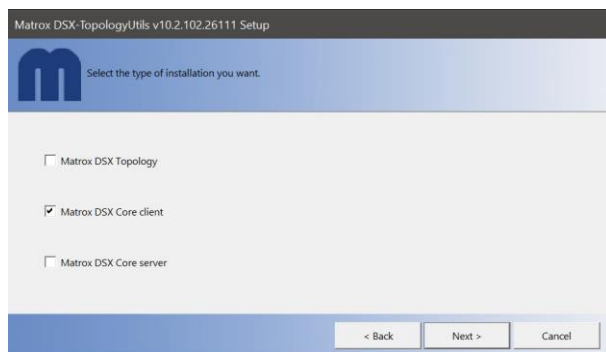 Matrox DSX-TopologyUtils v10.2.102.26111 Setup
Select the type of installation you want.
Matrox DSX Topology
Matrox DSX Core client
Matrox DSX Core server
< Back
Next >
Cancel